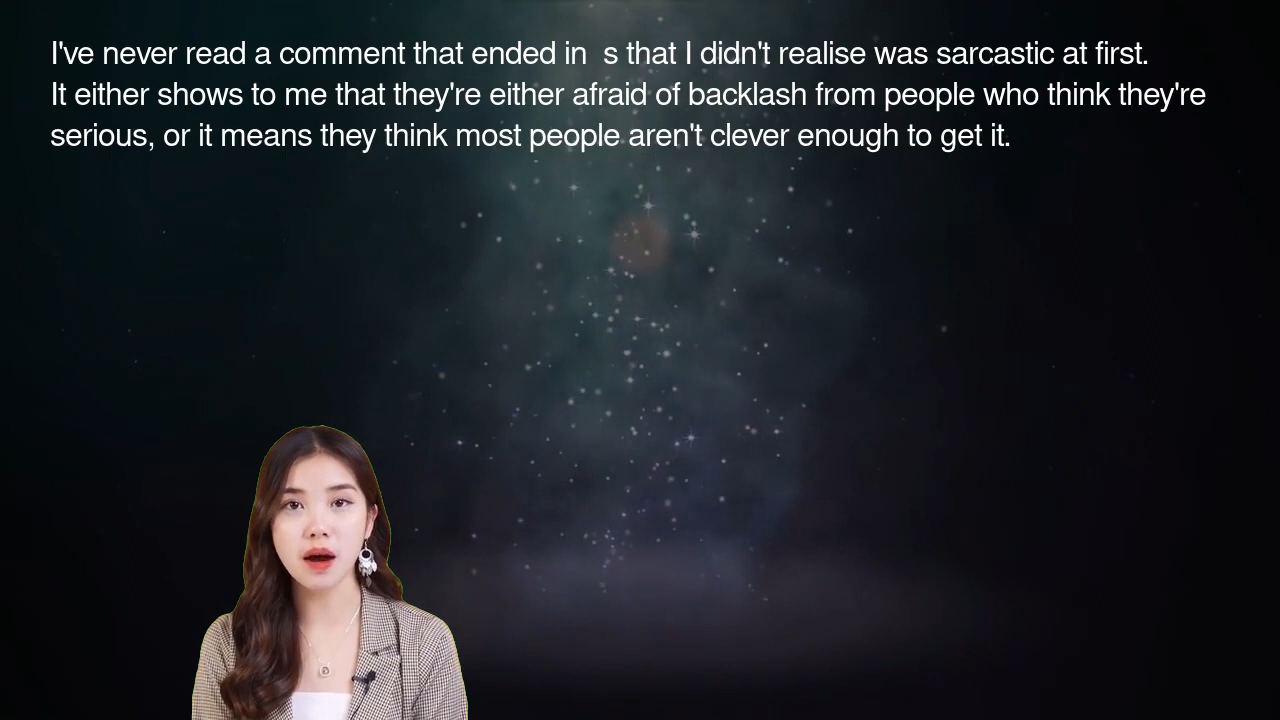 I've never read a comment that ended in  s that I didn't realise was sarcastic at first.
It either shows to me that they're either afraid of backlash from people who think they're
serious, or it means they think most people aren't clever enough to get it.